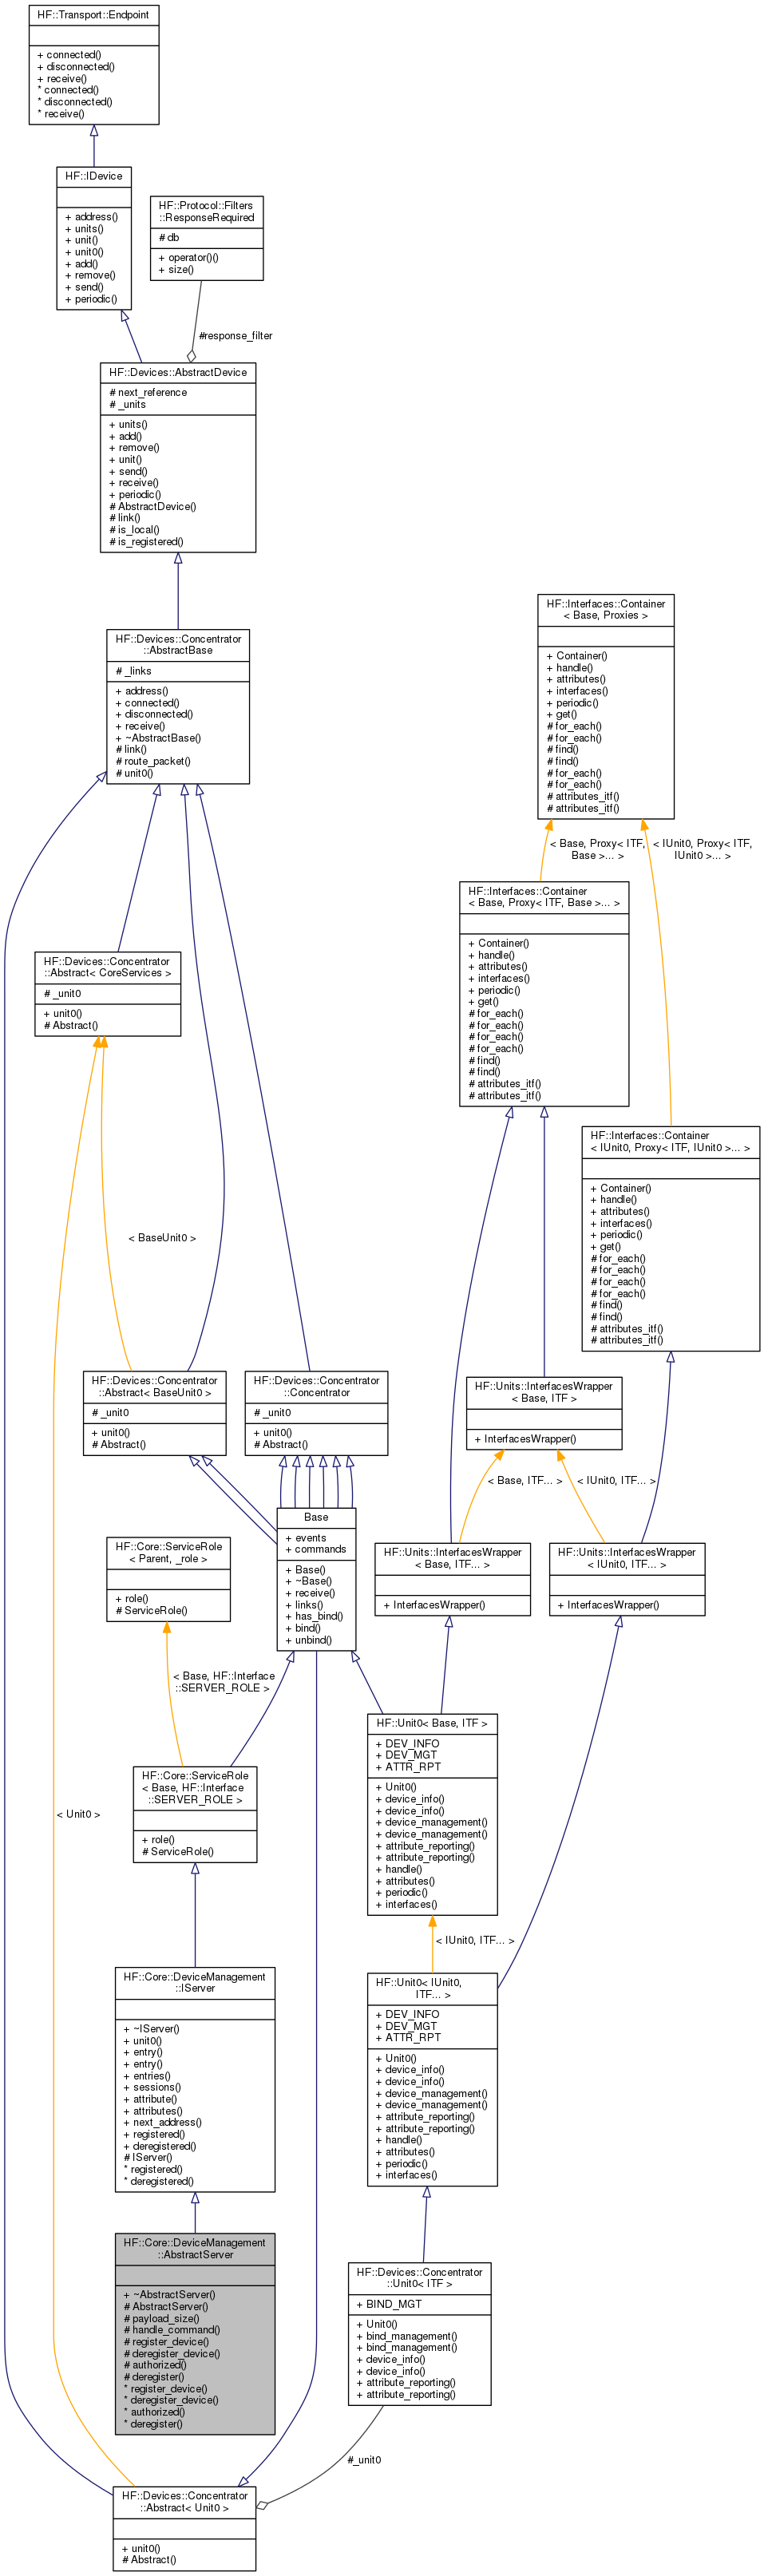 HF::Transport::Endpoint
+ connected()
+ disconnected()
+ receive()
* connected()
* disconnected()
* receive()
HF::IDevice
+ address()
+ units()
+ unit()
+ unit0()
+ add()
+ remove()
+ send()
+ periodic()
HF::Protocol::Filters
::ResponseRequired
# db
+ operator()()
+ size()
#response_filter
HF::Devices::AbstractDevice
# next_reference
# _units
+ units()
+ add()
+ remove()
+ unit()
+ send()
+ receive()
+ periodic()
# AbstractDevice()
# link()
# is_local()
# is_registered()
HF::Devices::Concentrator
::AbstractBase
# _links
+ address()
+ connected()
+ disconnected()
+ receive()
+ ~AbstractBase()
# link()
# route_packet()
# unit0()
HF::Interfaces::Container
< Base, Proxies >
+ Container()
+ handle()
+ attributes()
+ interfaces()
+ periodic()
+ get()
# for_each()
# for_each()
# find()
# find()
# for_each()
# for_each()
# attributes_itf()
# attributes_itf()
< Base, Proxy< ITF,
Base >... >
< IUnit0, Proxy< ITF,
IUnit0 >... >
HF::Interfaces::Container
< Base, Proxy< ITF, Base >... >
+ Container()
+ handle()
+ attributes()
+ interfaces()
+ periodic()
+ get()
# for_each()
# for_each()
# for_each()
# for_each()
# find()
# find()
# attributes_itf()
# attributes_itf()
HF::Devices::Concentrator
::Abstract< CoreServices >
# _unit0
+ unit0()
# Abstract()
HF::Interfaces::Container
< IUnit0, Proxy< ITF, IUnit0 >... >
+ Container()
+ handle()
+ attributes()
+ interfaces()
+ periodic()
+ get()
# for_each()
# for_each()
# for_each()
# for_each()
# find()
# find()
# attributes_itf()
# attributes_itf()
< BaseUnit0 >
HF::Devices::Concentrator
::Abstract< BaseUnit0 >
# _unit0
+ unit0()
# Abstract()
HF::Devices::Concentrator
::Concentrator
# _unit0
+ unit0()
# Abstract()
HF::Units::InterfacesWrapper
< Base, ITF >
+ InterfacesWrapper()
< Base, ITF... >
< IUnit0, ITF... >
Base
+ events
+ commands
+ Base()
+ ~Base()
+ receive()
+ links()
+ has_bind()
+ bind()
+ unbind()
HF::Core::ServiceRole
< Parent, _role >
+ role()
# ServiceRole()
HF::Units::InterfacesWrapper
< Base, ITF... >
+ InterfacesWrapper()
HF::Units::InterfacesWrapper
< IUnit0, ITF... >
+ InterfacesWrapper()
< Base, HF::Interface
::SERVER_ROLE >
HF::Unit0< Base, ITF >
+ DEV_INFO
+ DEV_MGT
+ ATTR_RPT
+ Unit0()
+ device_info()
+ device_info()
+ device_management()
+ device_management()
+ attribute_reporting()
+ attribute_reporting()
+ handle()
+ attributes()
+ periodic()
+ interfaces()
HF::Core::ServiceRole
< Base, HF::Interface
::SERVER_ROLE >
+ role()
# ServiceRole()
< Unit0 >
< IUnit0, ITF... >
HF::Core::DeviceManagement
::IServer
+ ~IServer()
+ unit0()
+ entry()
+ entry()
+ entries()
+ sessions()
+ attribute()
+ attributes()
+ next_address()
+ registered()
+ deregistered()
# IServer()
* registered()
* deregistered()
HF::Unit0< IUnit0,
ITF... >
+ DEV_INFO
+ DEV_MGT
+ ATTR_RPT
+ Unit0()
+ device_info()
+ device_info()
+ device_management()
+ device_management()
+ attribute_reporting()
+ attribute_reporting()
+ handle()
+ attributes()
+ periodic()
+ interfaces()
HF::Core::DeviceManagement
::AbstractServer
+ ~AbstractServer()
# AbstractServer()
# payload_size()
# handle_command()
# register_device()
# deregister_device()
# authorized()
# deregister()
* register_device()
* deregister_device()
* authorized()
* deregister()
HF::Devices::Concentrator
::Unit0< ITF >
+ BIND_MGT
+ Unit0()
+ bind_management()
+ bind_management()
+ device_info()
+ device_info()
+ attribute_reporting()
+ attribute_reporting()
#_unit0
HF::Devices::Concentrator
::Abstract< Unit0 >
+ unit0()
# Abstract()